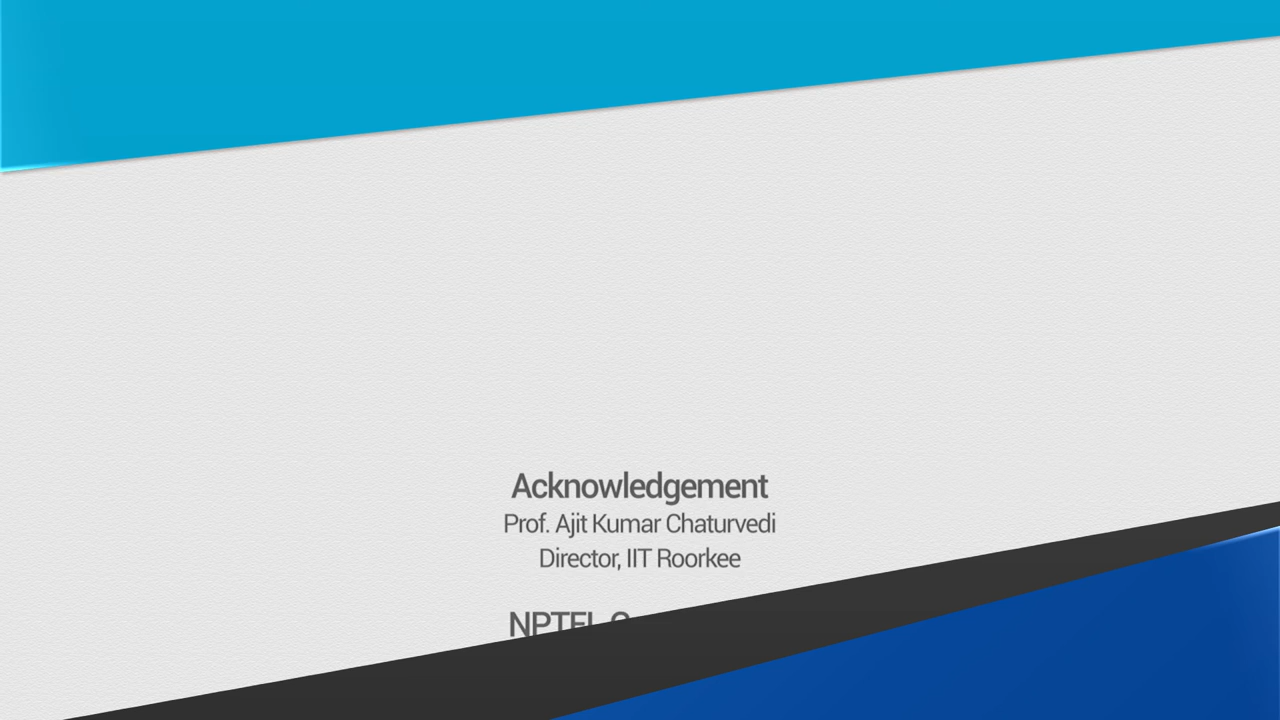 Acknowledgement
Prof. Ajit Kumar Chaturvedi
Director, IIT Roorkee
NPTEL